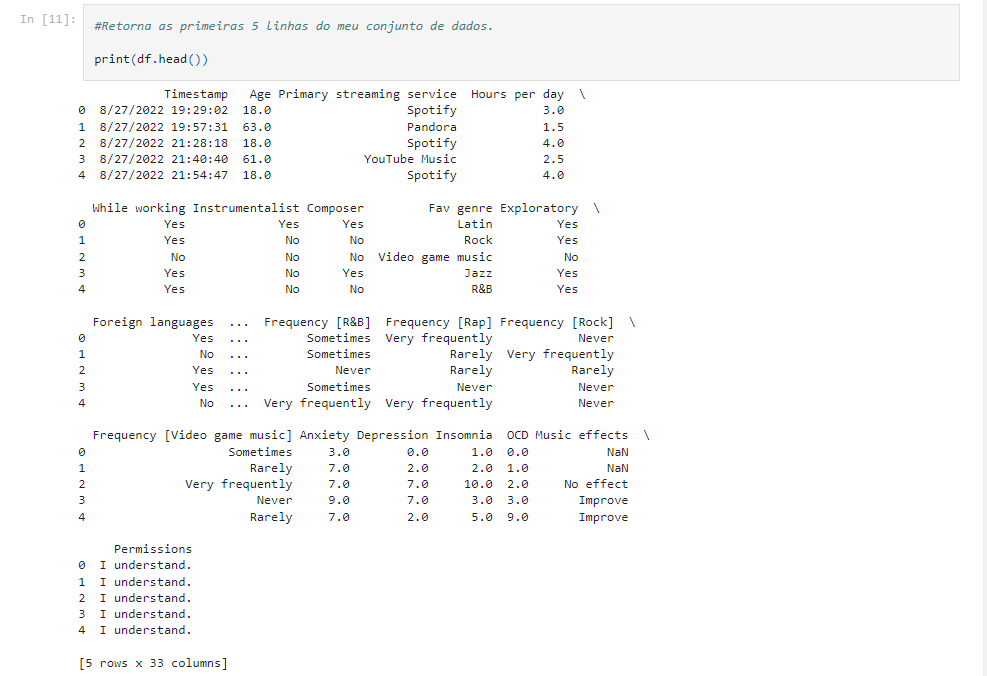 In [11]:
#Retorna as primeiras 5 linhas do meu conjunto de dados.
print(df.head())
Timestamp Age Primary streaming service Hours per day \
0 8/27/2022 19:29:02 18.0 Spotify 3.0
1 8/27/2022 19:57:31 63.0 Pandora 1.5
2 8/27/2022 21:28:18 18.0 Spotify 4.0
3 8/27/2022 21:40:40 61.0 YouTube Music 2.5
4 8/27/2022 21:54:47 18.0 Spotify 4.0
While working Instrumentalist Composer Fav genre Exploratory \
0 Yes Yes Yes Latin Yes
1 Yes No No Rock Yes
2 No No No Video game music No
3 Yes No Yes Jazz Yes
4 Yes No No R&B Yes
Foreign languages ... Frequency [R&B] Frequency [Rap] Frequency [Rock] \
0 Yes ... Sometimes Very frequently Never
1 No ... Sometimes Rarely Very frequently
2 Yes ... Never Rarely Rarely
3 Yes ... Sometimes Never Never
4 No ... Very frequently Very frequently Never
Frequency [Video game music] Anxiety Depression Insomnia OCD Music effects \
0 Sometimes 3.0 0.0 1.0 0.0 NaN
1 Rarely 7.0 2.0 2.0 1.0 NaN
2 Very frequently 7.0 7.0 10.0 2.0 No effect
3 Never 9.0 7.0 3.0 3.0 Improve
4 Rarely 7.0 2.0 5.0 9.0 Improve
Permissions
0 I understand.
1 I understand.
2 I understand.
3 I understand.
4 I understand.
[5 rows x 33 columns]